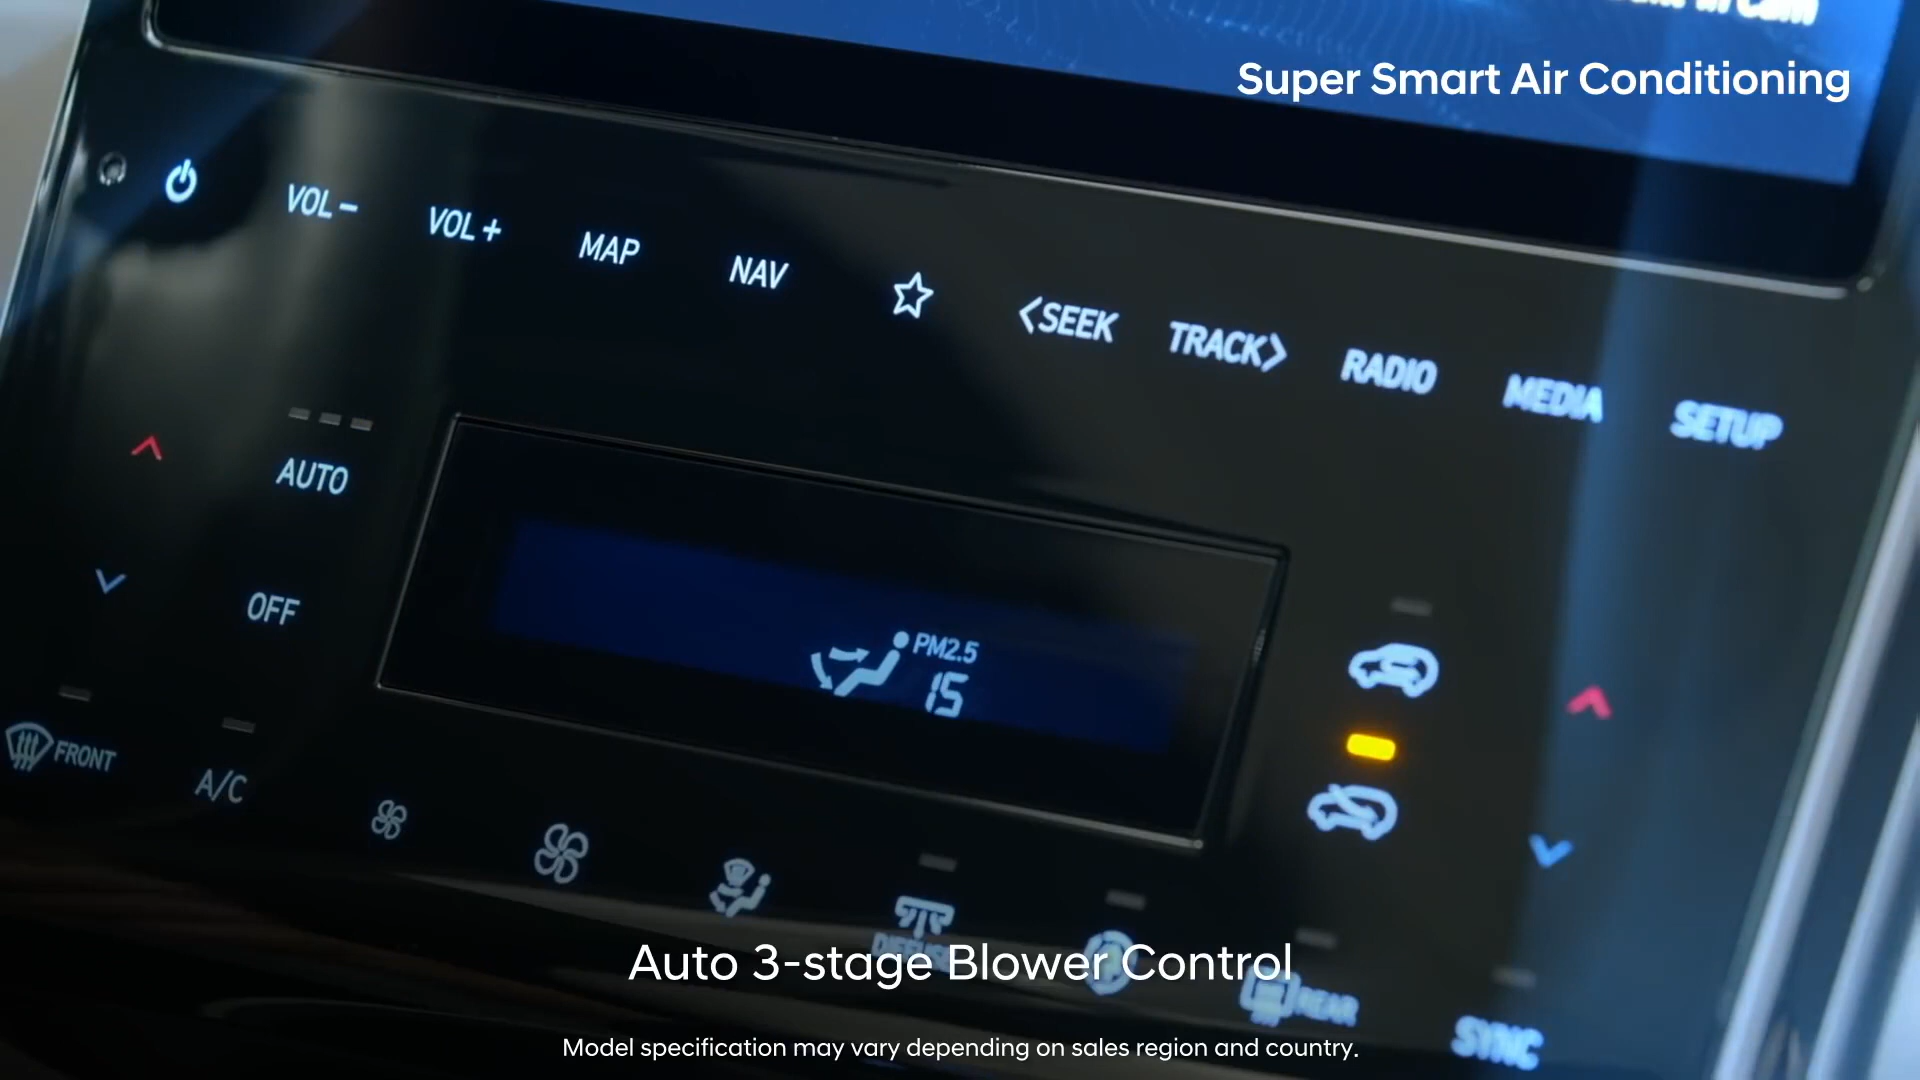 Super Smart Air Conditioning
VOL –
VOL +
MAP
NAV
<SEEK
TRACK>
RADIO
MEDIA
SETUP
AUTO
OFF
PM2.5
15
FRONT
A/C
REAR
SYNC
Auto 3-stage Blower Control
Model specification may vary depending on sales region and country.